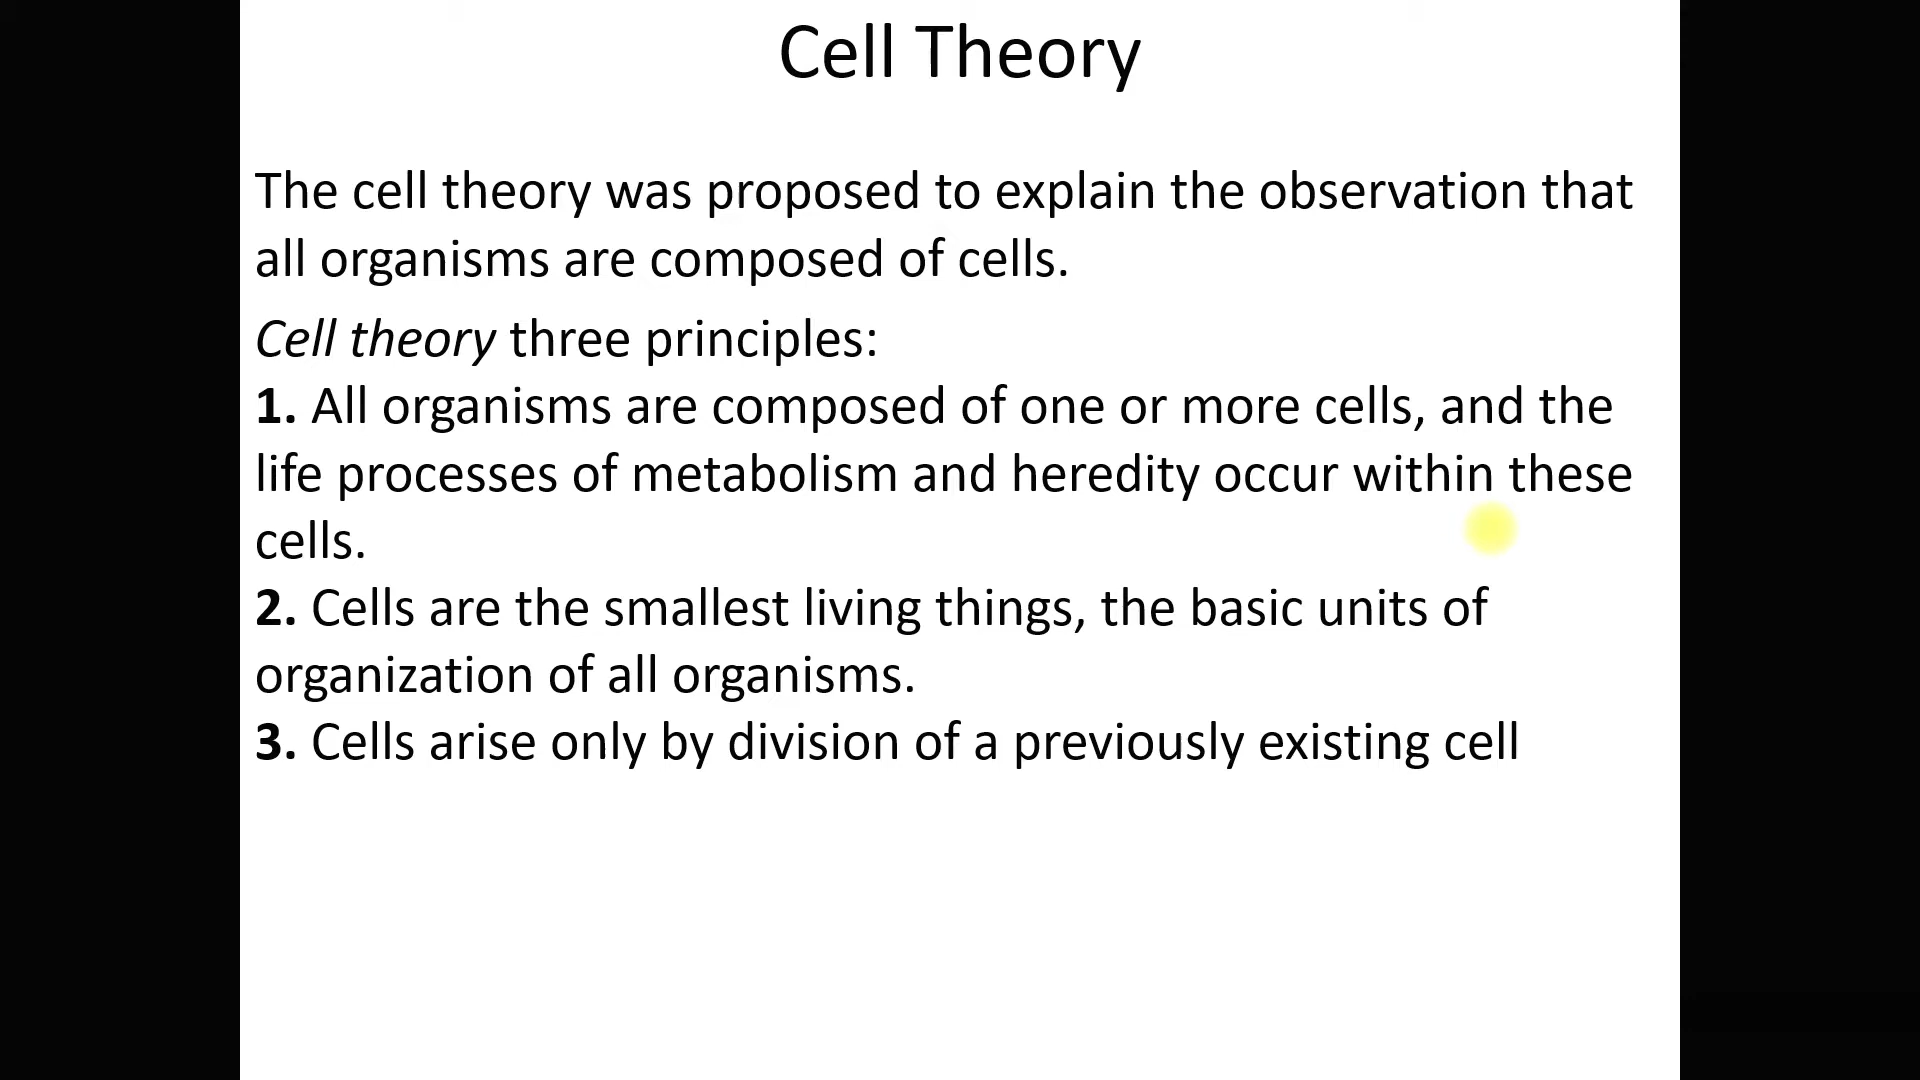 Cell Theory
The cell theory was proposed to explain the observation that
all organisms are composed of cells.
Cell theory three principles:
1. All organisms are composed of one or more cells, and the
life processes of metabolism and heredity occur within these
cells.
2. Cells are the smallest living things, the basic units of
organization of all organisms.
3. Cells arise only by division of a previously existing cell